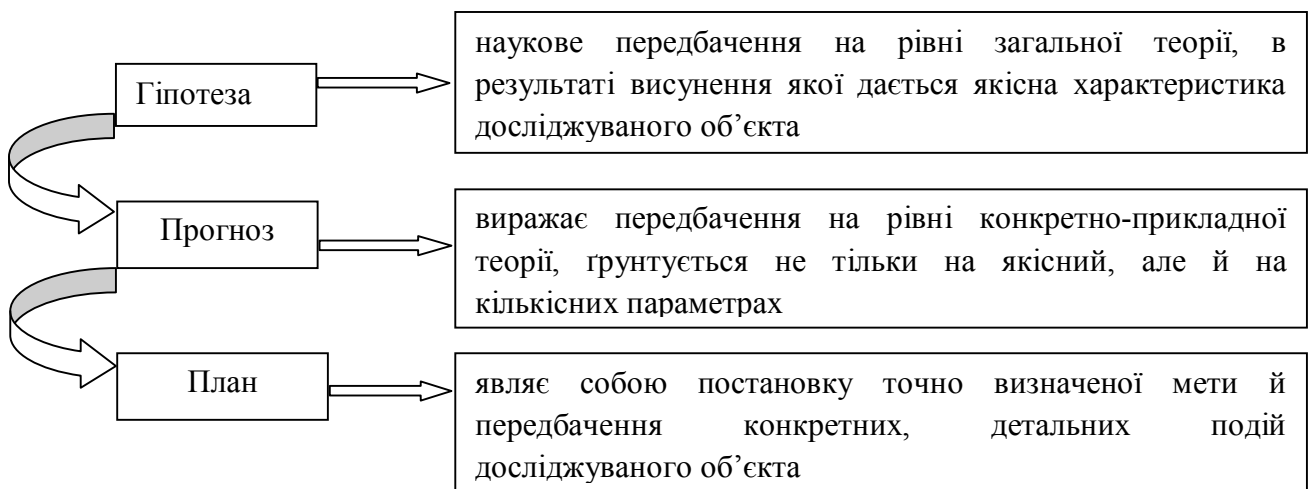 Гіпотеза
наукове передбачення на рівні загальної теорії, в
результаті висунення якої дається якісна характеристика
досліджуваного об’єкта
Прогноз
виражає передбачення на рівні конкретно-прикладної
теорії, ґрунтується не тільки на якісний, але й на
кількісних параметрах
План
являє собою постановку точно визначеної мети й
передбачення конкретних, детальних подій
досліджуваного об’єкта